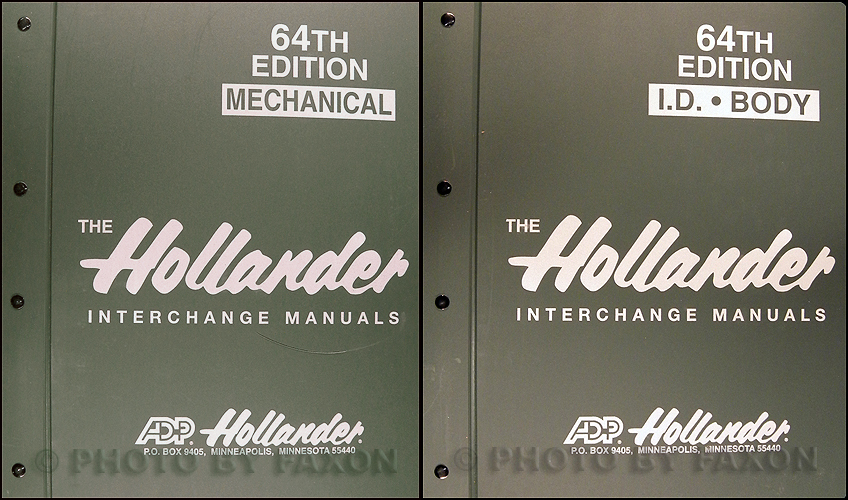 64TH
EDITION
MECHANICAL
THE
Hollander
INTERCHANGE MANUALS
ADP. Hollander.
P.O. BOX 9405, MINNEAPOLIS, MINNESOTA 55440
© PHOTO BY FAXON
64TH
EDITION
I.D. • BODY
THE
Hollander
INTERCHANGE MANUALS
ADP. Hollander.
P.O. BOX 9405, MINNEAPOLIS, MINNESOTA 55440
© PHOTO BY FAXON